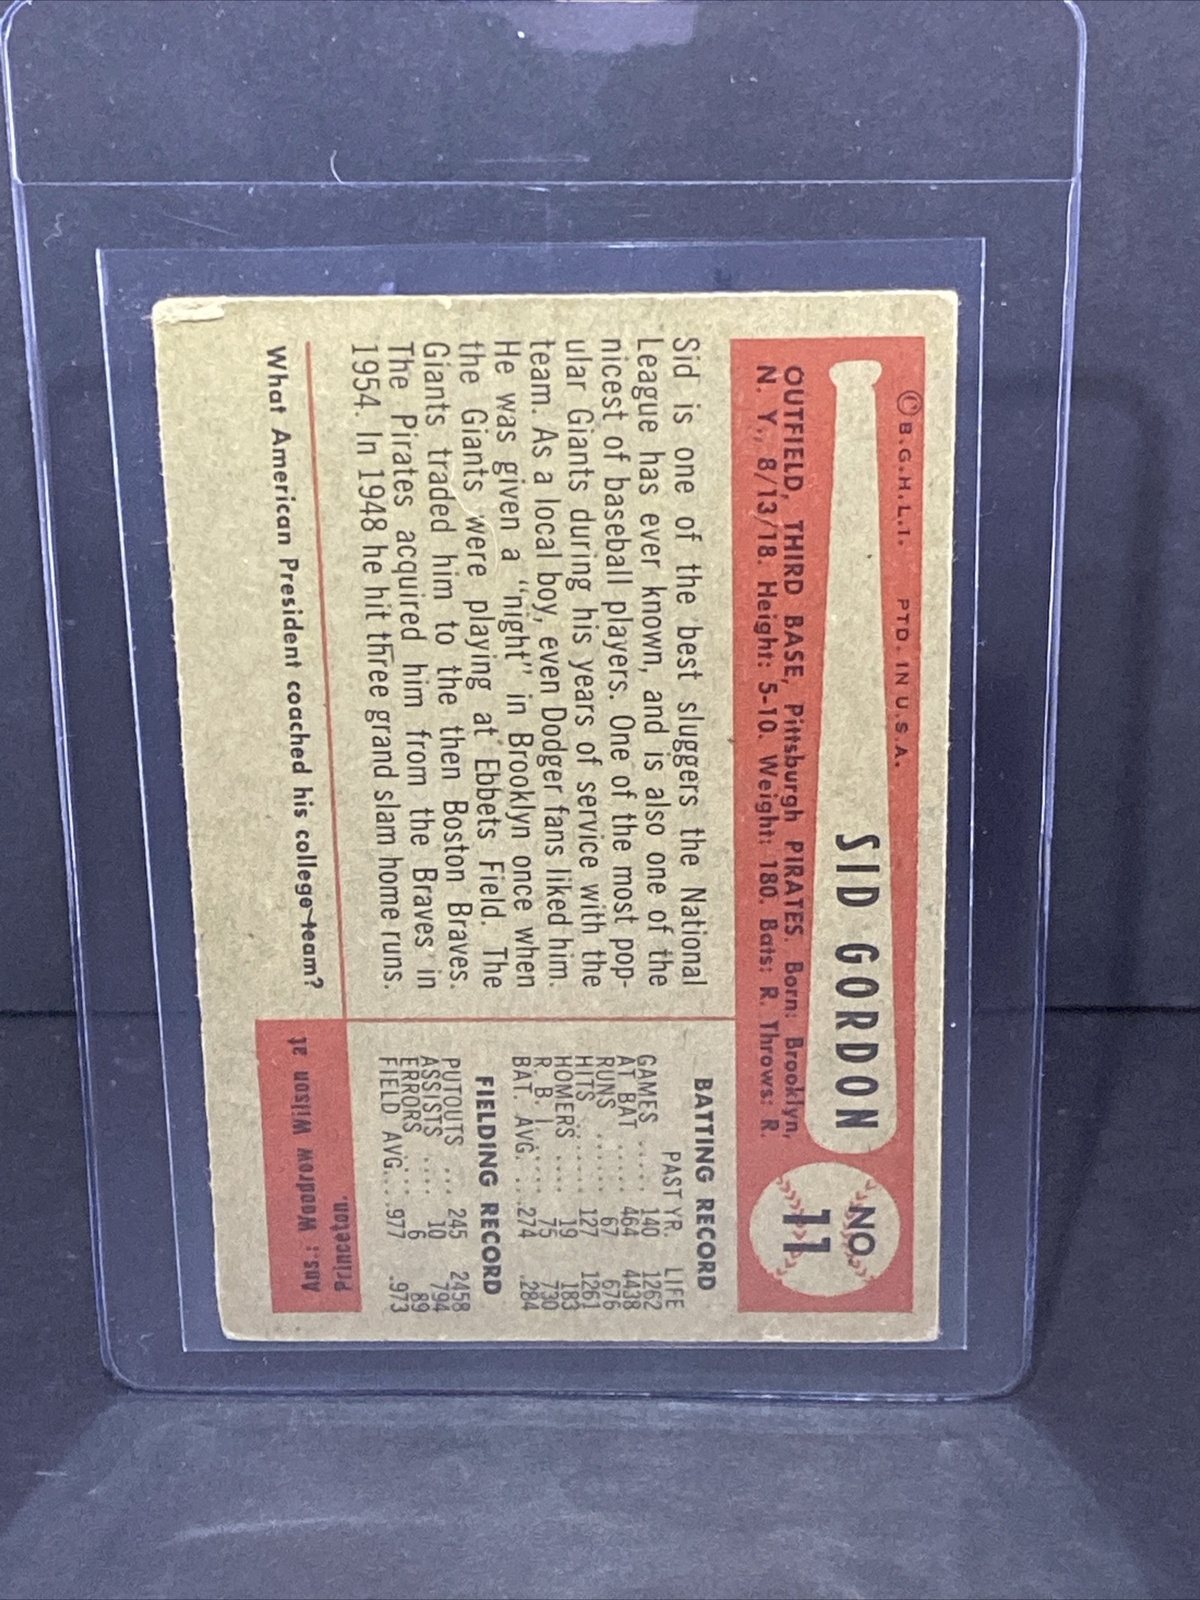 © B.G.H.L.I. PTD. IN U.S.A.
SID GORDON
NO.
11
OUTFIELD, THIRD BASE, Pittsburgh PIRATES. Born: Brooklyn,
N. Y., 8/13/18. Height: 5-10. Weight: 180. Bats: R. Throws: R.
Sid is one of the best sluggers the National
League has ever known, and is also one of the
nicest of baseball players. One of the most pop-
ular Giants during his years of service with the
team. As a local boy, even Dodger fans liked him.
He was given a "night" in Brooklyn once when
the Giants were playing at Ebbets Field. The
Giants traded him to the then Boston Braves.
The Pirates acquired him from the Braves in
1954. In 1948 he hit three grand slam home runs.
BATTING RECORD
PAST YR. LIFE
GAMES ..... 140 1262
AT BAT ..... 464 4438
RUNS ...... 67 676
HITS ....... 127 1261
HOMERS .... 19 183
R. B. I. .... 75 730
BAT. AVG. ...274 .284
FIELDING RECORD
PUTOUTS ... 245 2458
ASSISTS .... 10 794
ERRORS .... 6 89
FIELD AVG....977 .973
What American President coached his college team?
Ans.: Woodrow Wilson at
Princeton.